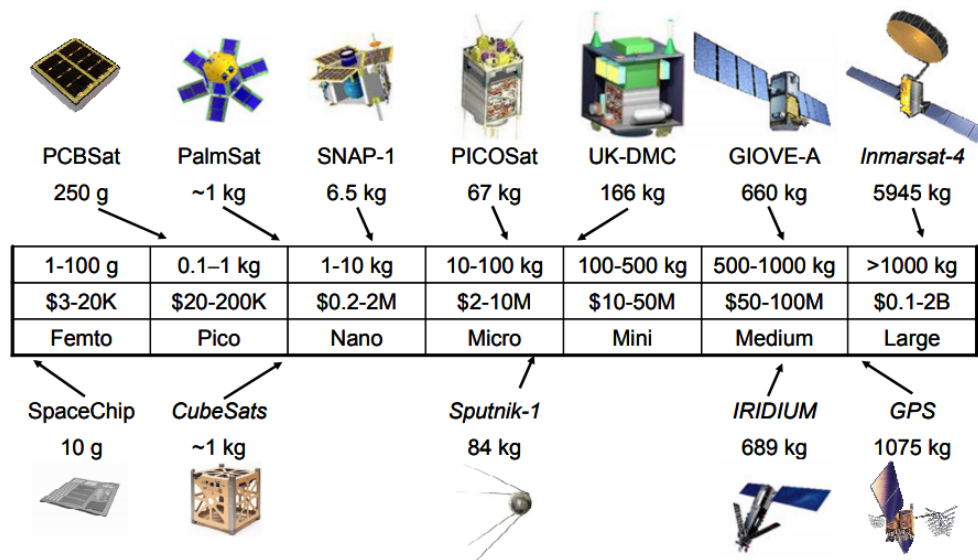 PCBSat PalmSat SNAP-1 PICOSat UK-DMC GIOVE-A Inmarsat-4
250 g ~1 kg 6.5 kg 67 kg 166 kg 660 kg 5945 kg
1-100 g 0.1–1 kg 1-10 kg 10-100 kg 100-500 kg 500-1000 kg >1000 kg
$3-20K $20-200K $0.2-2M $2-10M $10-50M $50-100M $0.1-2B
Femto Pico Nano Micro Mini Medium Large
SpaceChip CubeSats Sputnik-1 IRIDIUM GPS
10 g ~1 kg 84 kg 689 kg 1075 kg